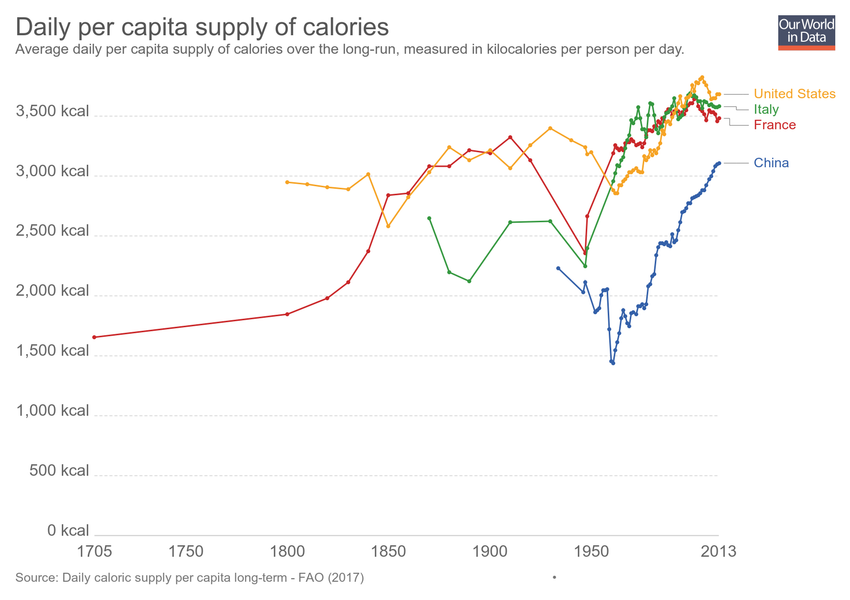 Daily per capita supply of calories
Average daily per capita supply of calories over the long-run, measured in kilocalories per person per day.
Our World
in Data
3,500 kcal
3,000 kcal
2,500 kcal
2,000 kcal
1,500 kcal
1,000 kcal
500 kcal
0 kcal
United States
Italy
France
China
1705
1750
1800
1850
1900
1950
2013
Source: Daily caloric supply per capita long-term - FAO (2017)
•